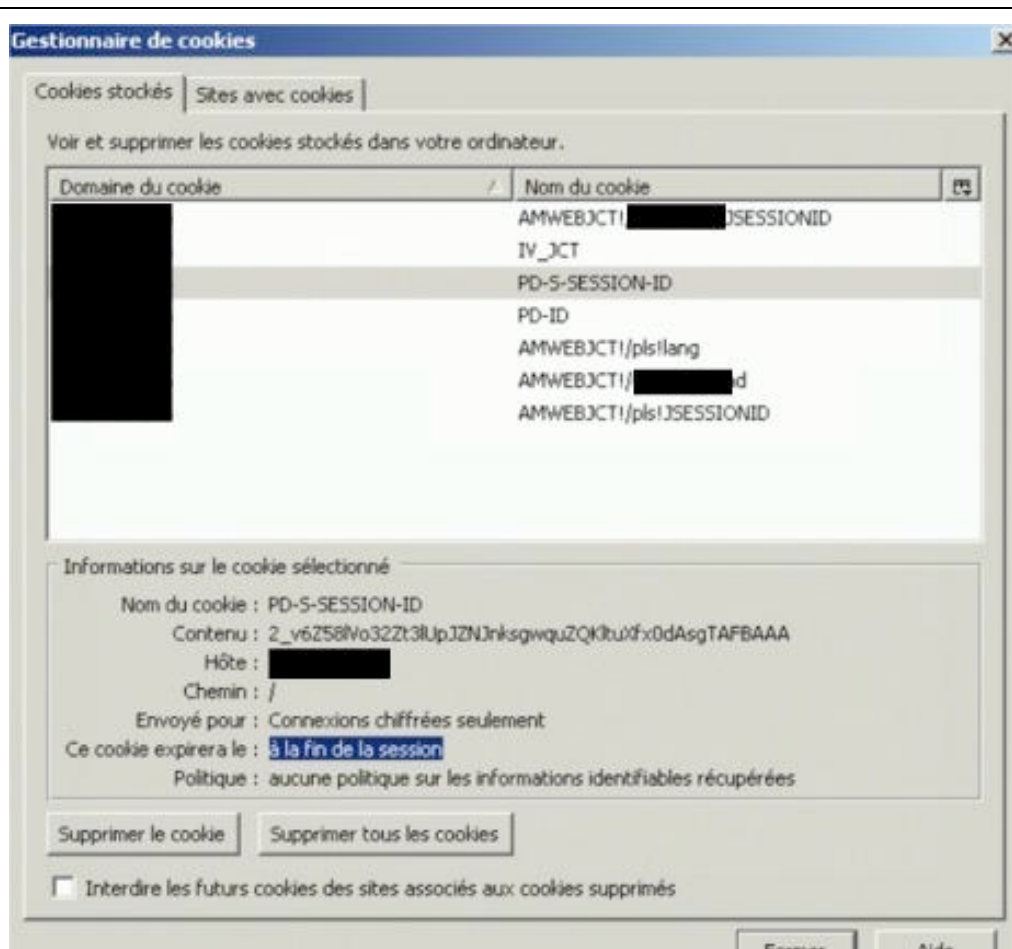 Gestionnaire de cookies
Cookies stockés Sites avec cookies
Voir et supprimer les cookies stockés dans votre ordinateur.
Domaine du cookie Nom du cookie
AMWEBJCT! JSESSIONID
IV_JCT
PD-S-SESSION-ID
PD-ID
AMWEBJCT!/pls!lang
AMWEBJCT!/ d
AMWEBJCT!/pls!JSESSIONID
Informations sur le cookie sélectionné
Nom du cookie : PD-S-SESSION-ID
Contenu :
Hôte :
Chemin : /
Envoyé pour : Connexions chiffrées seulement
Ce cookie expirera le : à la fin de la session
Politique : aucune politique sur les informations identifiables récupérées
Supprimer le cookie Supprimer tous les cookies
Interdire les futurs cookies des sites associés aux cookies supprimés